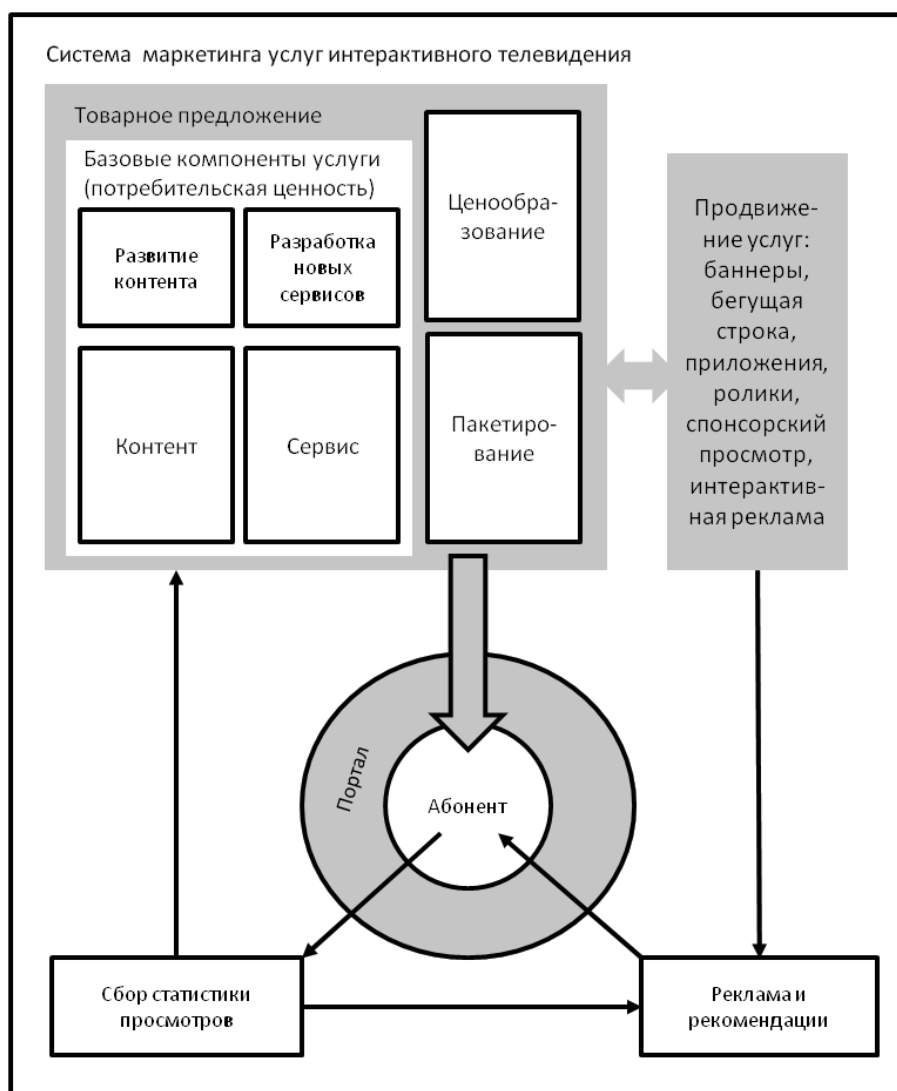 Система маркетинга услуг интерактивного телевидения
Товарное предложение
Базовые компоненты услуги
(потребительская ценность)
Развитие
контента
Разработка
новых
сервисов
Контент
Сервис
Ценообра-
зование
Пакетиро-
вание
Продвиже-
ние услуг:
баннеры,
бегущая
строка,
приложения,
ролики,
спонсорский
просмотр,
интерактив-
ная реклама
Портал
Абонент
Сбор статистики
просмотров
Реклама и
рекомендации